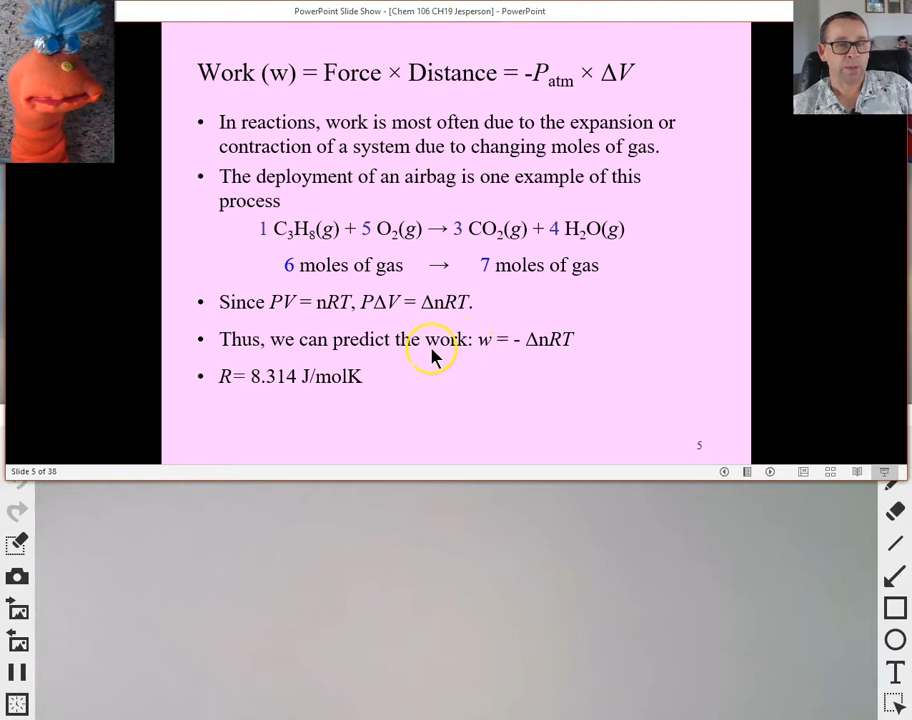 PowerPoint Slide Show - [Chem 106 CH19 Jesperson] - PowerPoint
Work (w) = Force × Distance = -Patm × ΔV
• In reactions, work is most often due to the expansion or
contraction of a system due to changing moles of gas.
• The deployment of an airbag is one example of this
process
1 C₃H₈(g) + 5 O₂(g) → 3 CO₂(g) + 4 H₂O(g)
6 moles of gas → 7 moles of gas
• Since PV = nRT, PΔV = ΔnRT.
• Thus, we can predict the work: w = - ΔnRT
• R= 8.314 J/molK
5
Slide 5 of 38
T